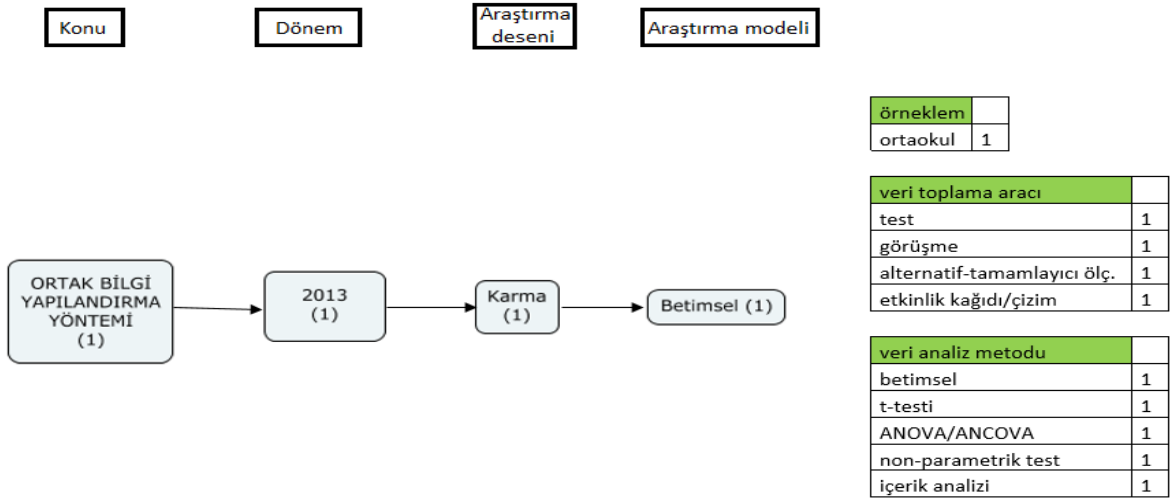 Konu
Dönem
Araştırma
deseni
Araştırma modeli
örneklem
ortaokul 1
veri toplama aracı
test 1
görüşme 1
alternatif-tamamlayıcı ölç. 1
etkinlik kağıdı/çizim 1
ORTAK BİLGİ
YAPILANDIRMA
YÖNTEMİ
(1)
2013
(1)
Karma
(1)
Betimsel (1)
veri analiz metodu
betimsel 1
t-testi 1
ANOVA/ANCOVA 1
non-parametrik test 1
içerik analizi 1